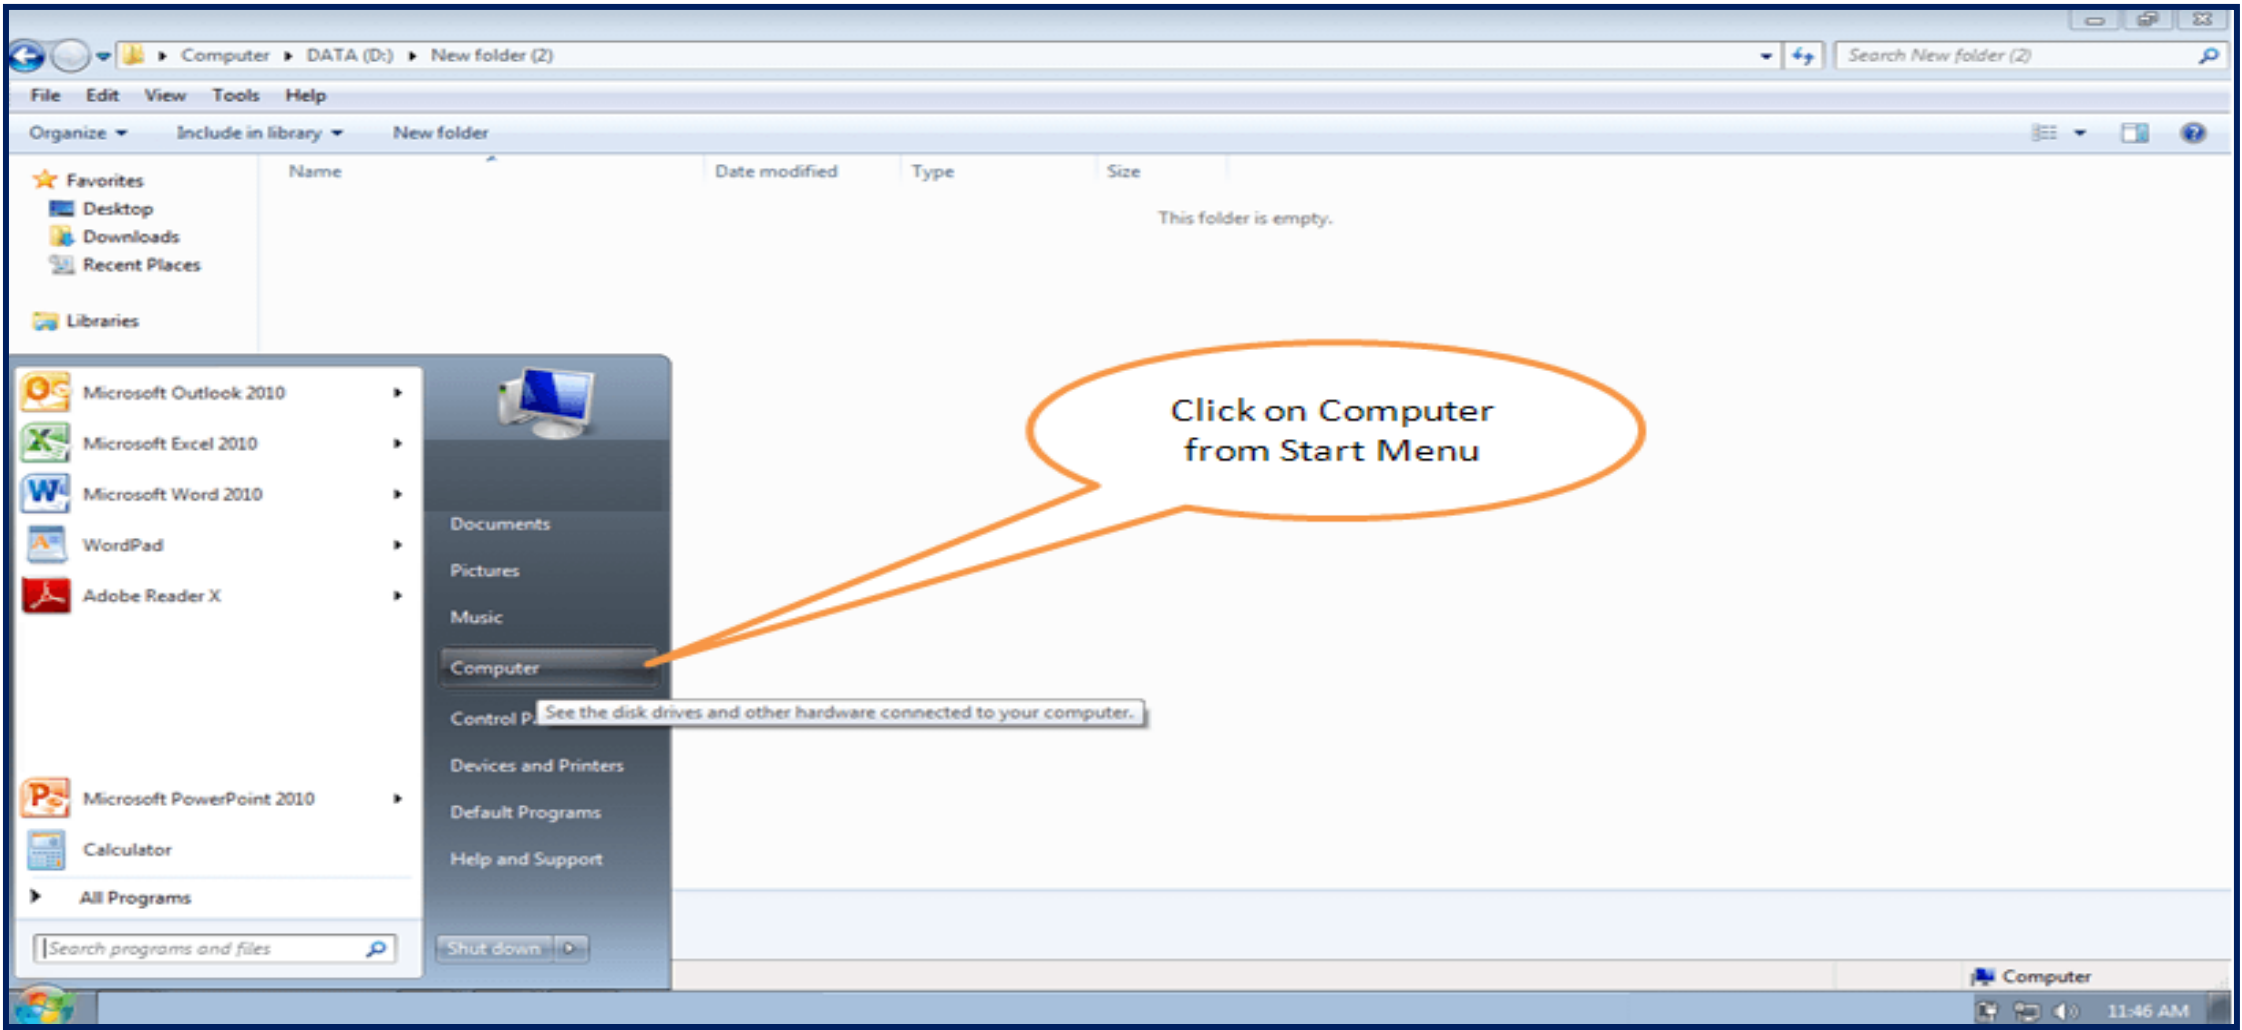 Computer ▸ DATA (D:) ▸ New folder (2)
Search New folder (2)
File Edit View Tools Help
Organize Include in library New folder
Name Date modified Type Size
This folder is empty.
Favorites
Desktop
Downloads
Recent Places
Libraries
Microsoft Outlook 2010
Microsoft Excel 2010
Microsoft Word 2010
WordPad
Adobe Reader X
Microsoft PowerPoint 2010
Calculator
All Programs
Search programs and files
Documents
Pictures
Music
Computer
Control P
See the disk drives and other hardware connected to your computer.
Devices and Printers
Default Programs
Help and Support
Shut down
Click on Computer
from Start Menu
Computer
11:46 AM